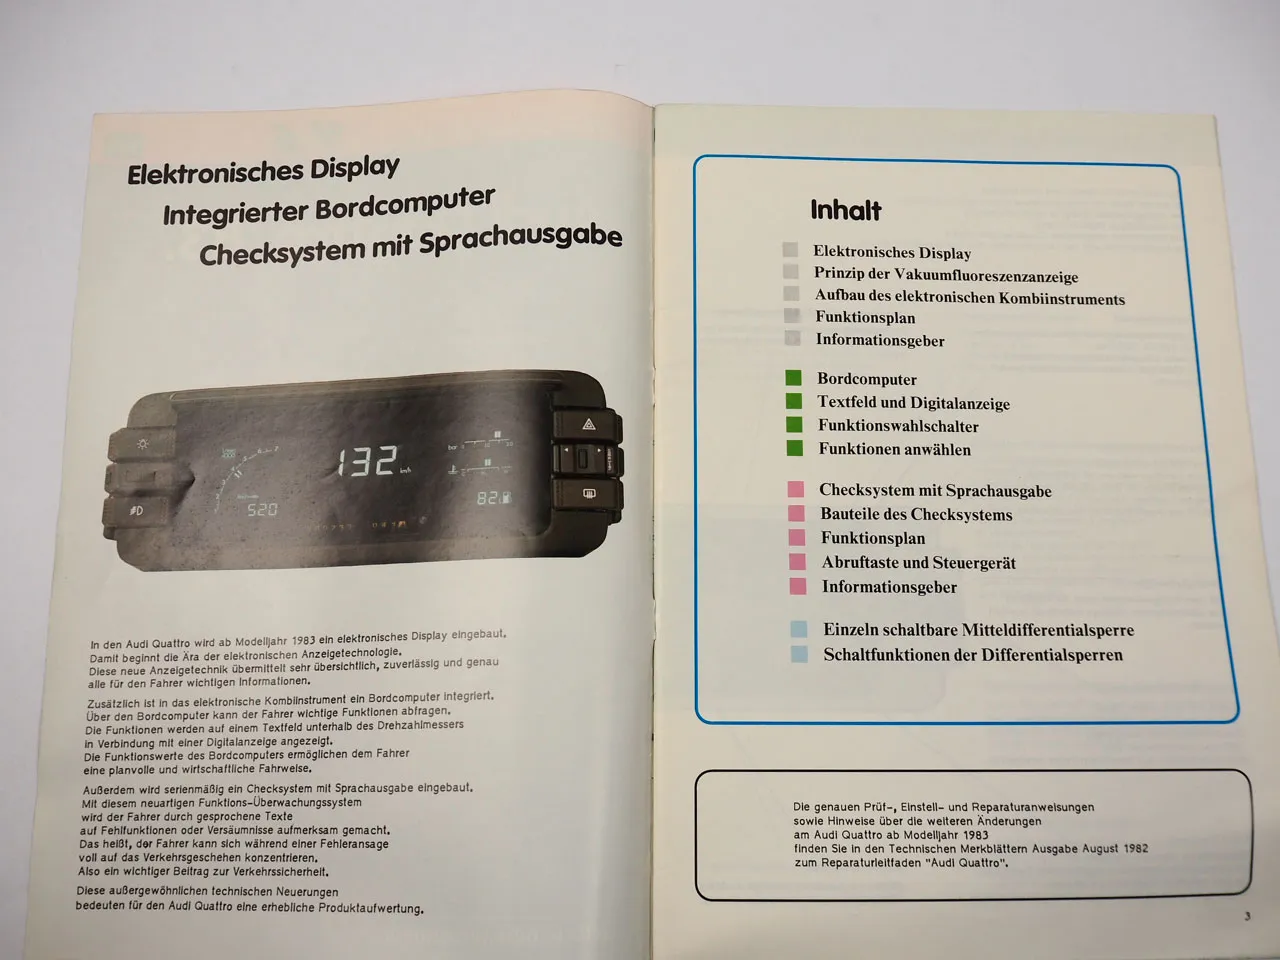 Elektronisches Display
Integrierter Bordcomputer
Checksystem mit Sprachausgabe
132 km/h
520
82
bar
In den Audi Quattro wird ab Modelljahr 1983 ein elektronisches Display eingebaut.
Damit beginnt die Ära der elektronischen Anzeigetechnologie.
Diese neue Anzeigetechnik übermittelt sehr übersichtlich, zuverlässig und genau
alle für den Fahrer wichtigen Informationen.
Zusätzlich ist in das elektronische Kombiinstrument ein Bordcomputer integriert.
Über den Bordcomputer kann der Fahrer wichtige Funktionen abfragen.
Die Funktionen werden auf einem Textfeld unterhalb des Drehzahlmessers
in Verbindung mit einer Digitalanzeige angezeigt.
Die Funktionswerte des Bordcomputers ermöglichen dem Fahrer
eine planvolle und wirtschaftliche Fahrweise.
Außerdem wird serienmäßig ein Checksystem mit Sprachausgabe eingebaut.
Mit diesem neuartigen Funktions-Überwachungssystem
wird der Fahrer durch gesprochene Texte
auf Fehlfunktionen oder Versäumnisse aufmerksam gemacht.
Das heißt, der Fahrer kann sich während einer Fehleransage
voll auf das Verkehrsgeschehen konzentrieren.
Also ein wichtiger Beitrag zur Verkehrssicherheit.
Diese außergewöhnlichen technischen Neuerungen
bedeuten für den Audi Quattro eine erhebliche Produktaufwertung.
Inhalt
Elektronisches Display
Prinzip der Vakuumfluoreszenzanzeige
Aufbau des elektronischen Kombiinstruments
Funktionsplan
Informationsgeber
Bordcomputer
Textfeld und Digitalanzeige
Funktionswahlschalter
Funktionen anwählen
Checksystem mit Sprachausgabe
Bauteile des Checksystems
Funktionsplan
Abruftaste und Steuergerät
Informationsgeber
Einzeln schaltbare Mitteldifferentialsperre
Schaltfunktionen der Differentialsperren
Die genauen Prüf-, Einstell- und Reparaturanweisungen
sowie Hinweise über die weiteren Änderungen
am Audi Quattro ab Modelljahr 1983
finden Sie in den Technischen Merkblättern Ausgabe August 1982
zum Reparaturleitfaden "Audi Quattro".
3